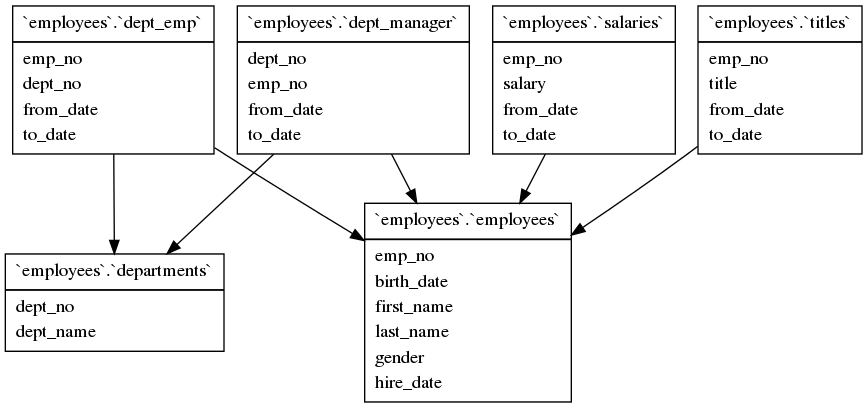 `employees`.`dept_emp`
emp_no
dept_no
from_date
to_date
`employees`.`dept_manager`
dept_no
emp_no
from_date
to_date
`employees`.`salaries`
emp_no
salary
from_date
to_date
`employees`.`titles`
emp_no
title
from_date
to_date
`employees`.`departments`
dept_no
dept_name
`employees`.`employees`
emp_no
birth_date
first_name
last_name
gender
hire_date